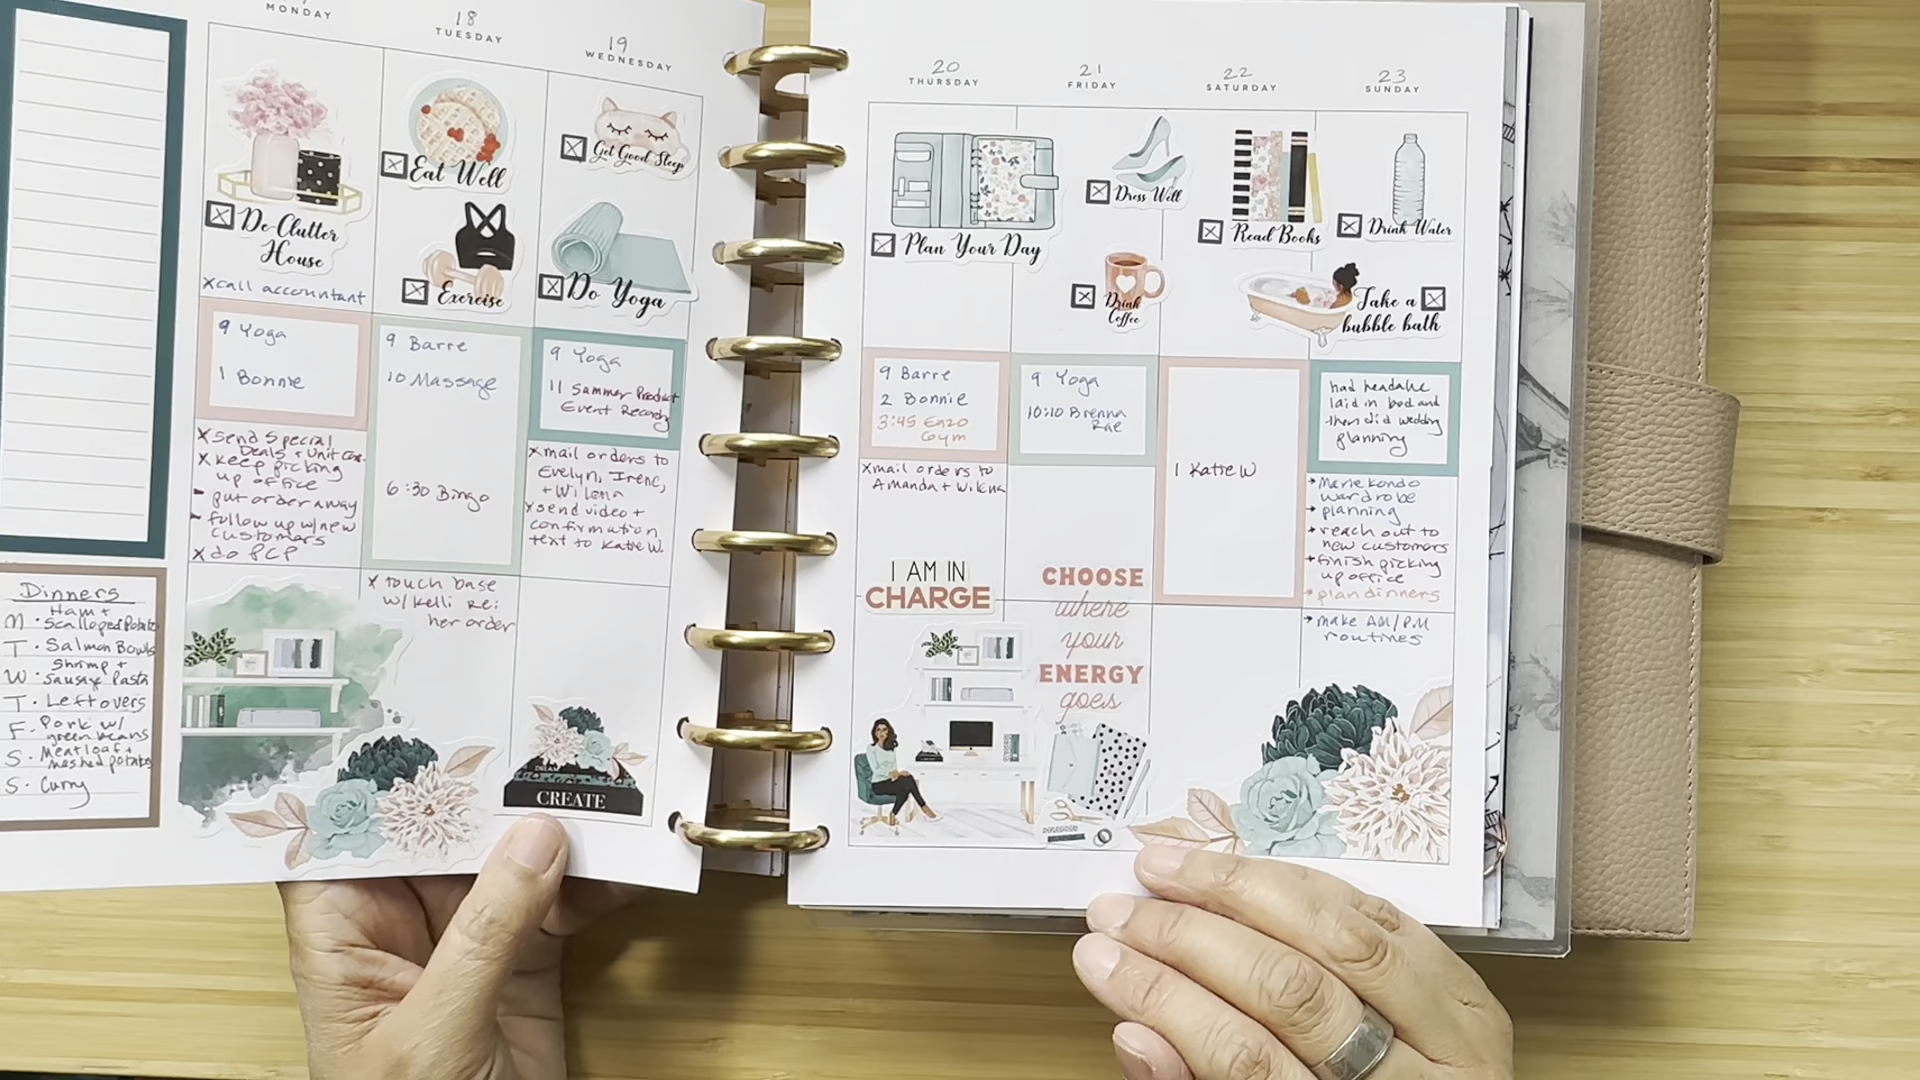 MONDAY
De-Clutter
House
xcall accountant
9 Yoga
1 Bonnie
x send Special
Deals +
x keep picking
up office
- put order away
- follow up w/new
customers
x do PCP
18
TUESDAY
Eat Well
Exercise
9 Barre
10 Massage
6:30 Bingo
x touch base
w/Kelli Re:
her order
19
WEDNESDAY
Get Good Sleep
Do Yoga
9 Yoga
11 Summer Product
Event Recording
xmail orders to
Evelyn, Irene,
+ Wilena
xsend video +
confirmation
text to Katie W.
CREATE
Dinners
Ham +
M · Scalloped Potato
T · Salmon Bowls
Shrimp +
W · Sausage Pasta
T · Leftovers
F · Pork w/
green beans
S · Meatloaf +
mashed potatoes
S · Curry
20
THURSDAY
Plan Your Day
9 Barre
2 Bonnie
3:45 Enzo
Gym
xmail orders to
Amanda + Wilena
I AM IN
CHARGE
21
FRIDAY
Dress Well
Drink
Coffee
9 Yoga
10:10 Brenna
Rae
CHOOSE
where
your
ENERGY
goes
22
SATURDAY
Read Books
1 Katie W
23
SUNDAY
Drink Water
Take a
bubble bath
had headache
laid in bed and
then did wedding
planning
→ Marie Kondo
wardrobe
→ planning
→ reach out to
new customers
→ finish picking
up office
→ plan dinners
→ make AM/PM
routines